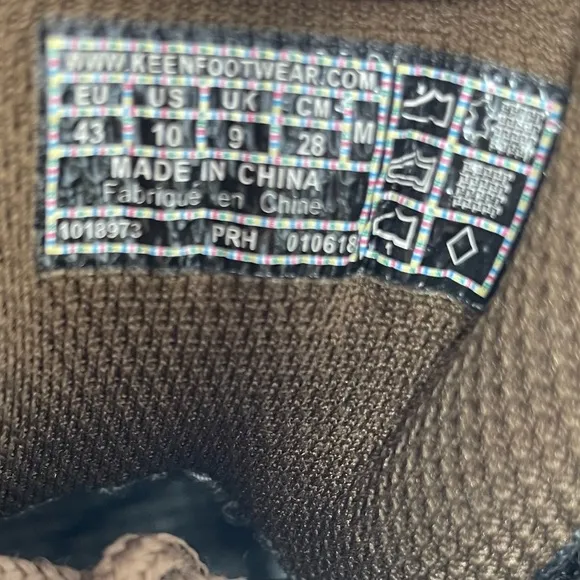 WWW.KEENFOOTWEAR.COM
EU US UK CM
43 10 9 28 M
MADE IN CHINA
Fabriqué en Chine
1018973 PRH 010618